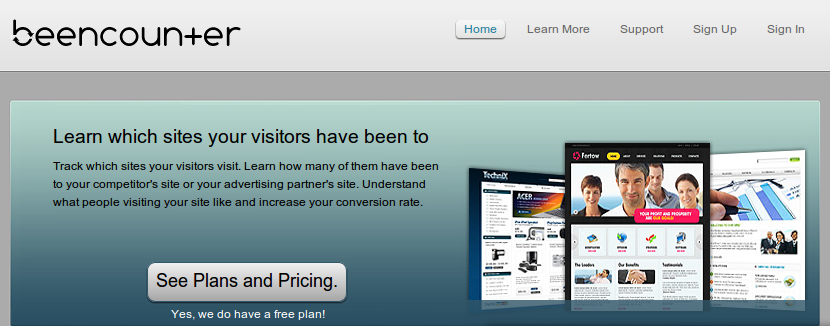 beencounter
Home Learn More Support Sign Up Sign In
Learn which sites your visitors have been to
Track which sites your visitors visit. Learn how many of them have been
to your competitor's site or your advertising partner's site. Understand
what people visiting your site like and increase your conversion rate.
See Plans and Pricing.
Yes, we do have a free plan!
TechniX
ACER
Fertow
YOUR PROFIT AND PROSPERITY
ARE OUR GOALS!
The Leaders Our Benefits Testimonials